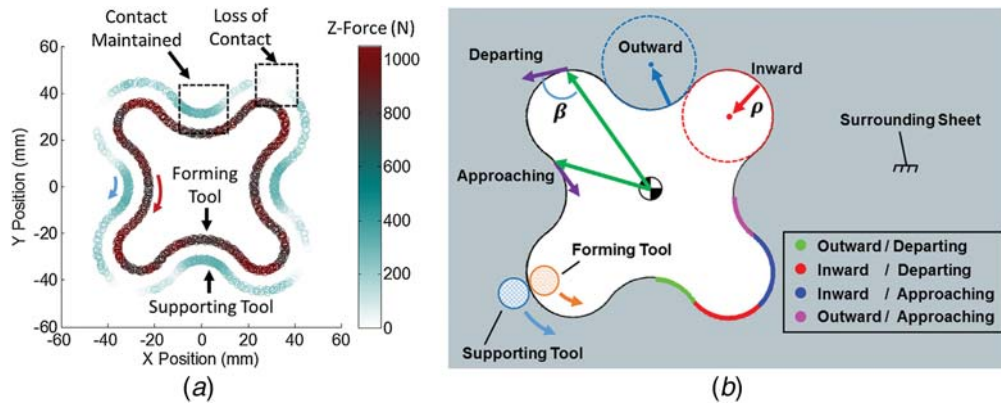 Contact
Maintained
Loss of
Contact
Z-Force (N)
60
40
20
0
-20
-40
-60
Y Position (mm)
Forming
Tool
Supporting Tool
-60 -40 -20 0 20 40 60
X Position (mm)
1000
800
600
400
200
0
(a)
Departing
Outward
Inward
β
ρ
Surrounding Sheet
Approaching
Forming Tool
Supporting Tool
Outward / Departing
Inward / Departing
Inward / Approaching
Outward / Approaching
(b)